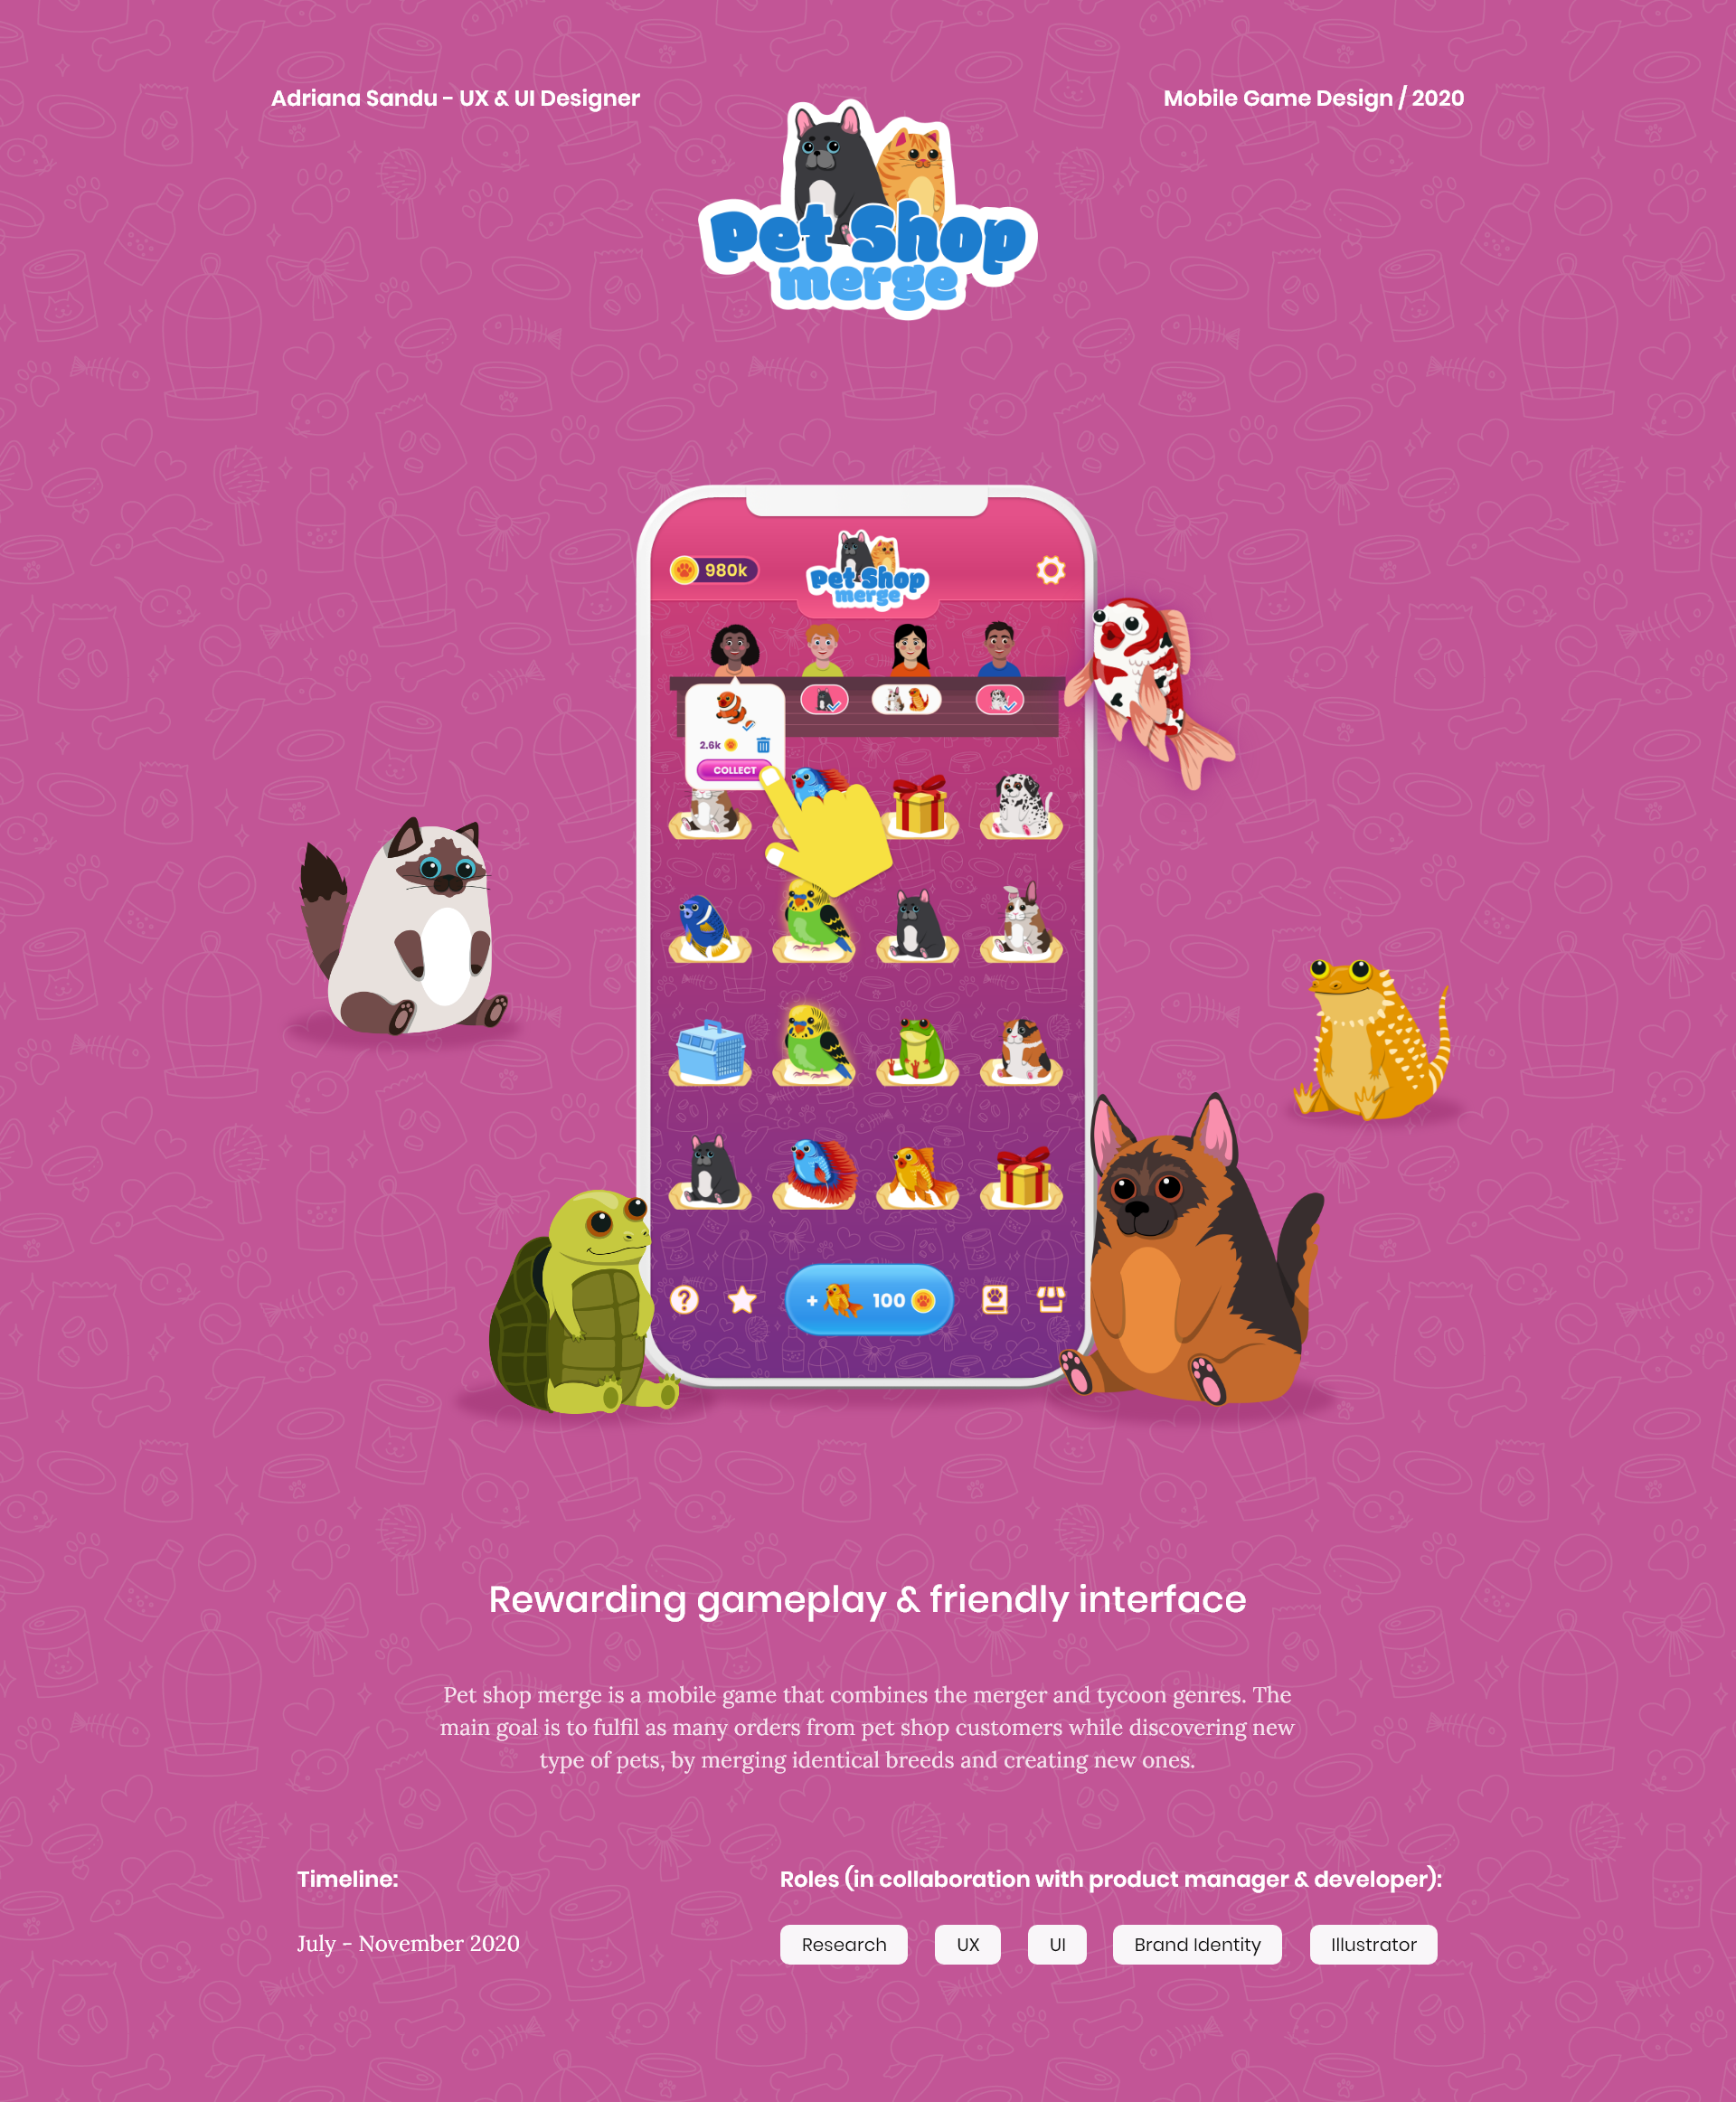 Adriana Sandu - UX & UI Designer
Mobile Game Design / 2020
Pet Shop
merge
980k
Pet Shop
merge
2.6k
COLLECT
?
+ 100
Rewarding gameplay & friendly interface
Pet shop merge is a mobile game that combines the merger and tycoon genres. The
main goal is to fulfil as many orders from pet shop customers while discovering new
type of pets, by merging identical breeds and creating new ones.
Timeline:
July - November 2020
Roles (in collaboration with product manager & developer):
Research UX UI Brand Identity Illustrator